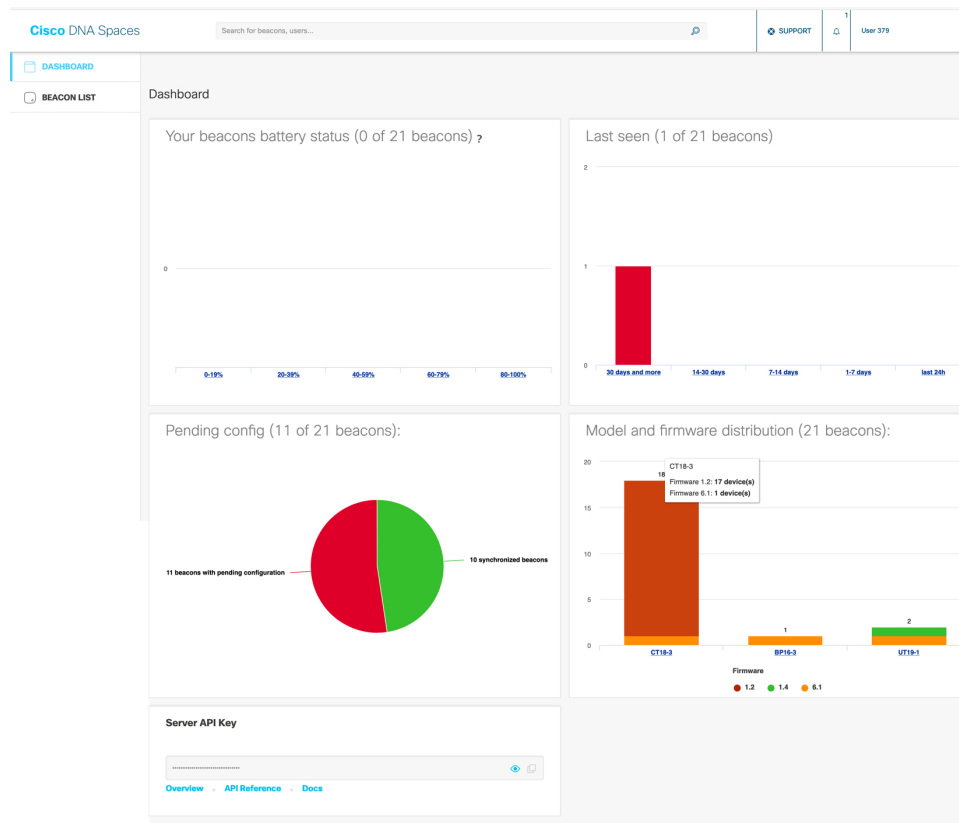 Cisco DNA Spaces
Search for beacons, users...
SUPPORT
1
User 379
DASHBOARD
BEACON LIST
Dashboard
Your beacons battery status (0 of 21 beacons) ?
0
0-19% 20-39% 40-59% 60-79% 80-100%
Last seen (1 of 21 beacons)
2
1
0
30 days and more 14-30 days 7-14 days 1-7 days last 24h
Pending config (11 of 21 beacons):
11 beacons with pending configuration
10 synchronized beacons
Model and firmware distribution (21 beacons):
20
18
CT18-3
Firmware 1.2: 17 device(s)
Firmware 6.1: 1 device(s)
15
10
5
1
2
0
CT18-3 BP16-3 UT19-1
Firmware
1.2 1.4 6.1
Server API Key
Overview API Reference Docs